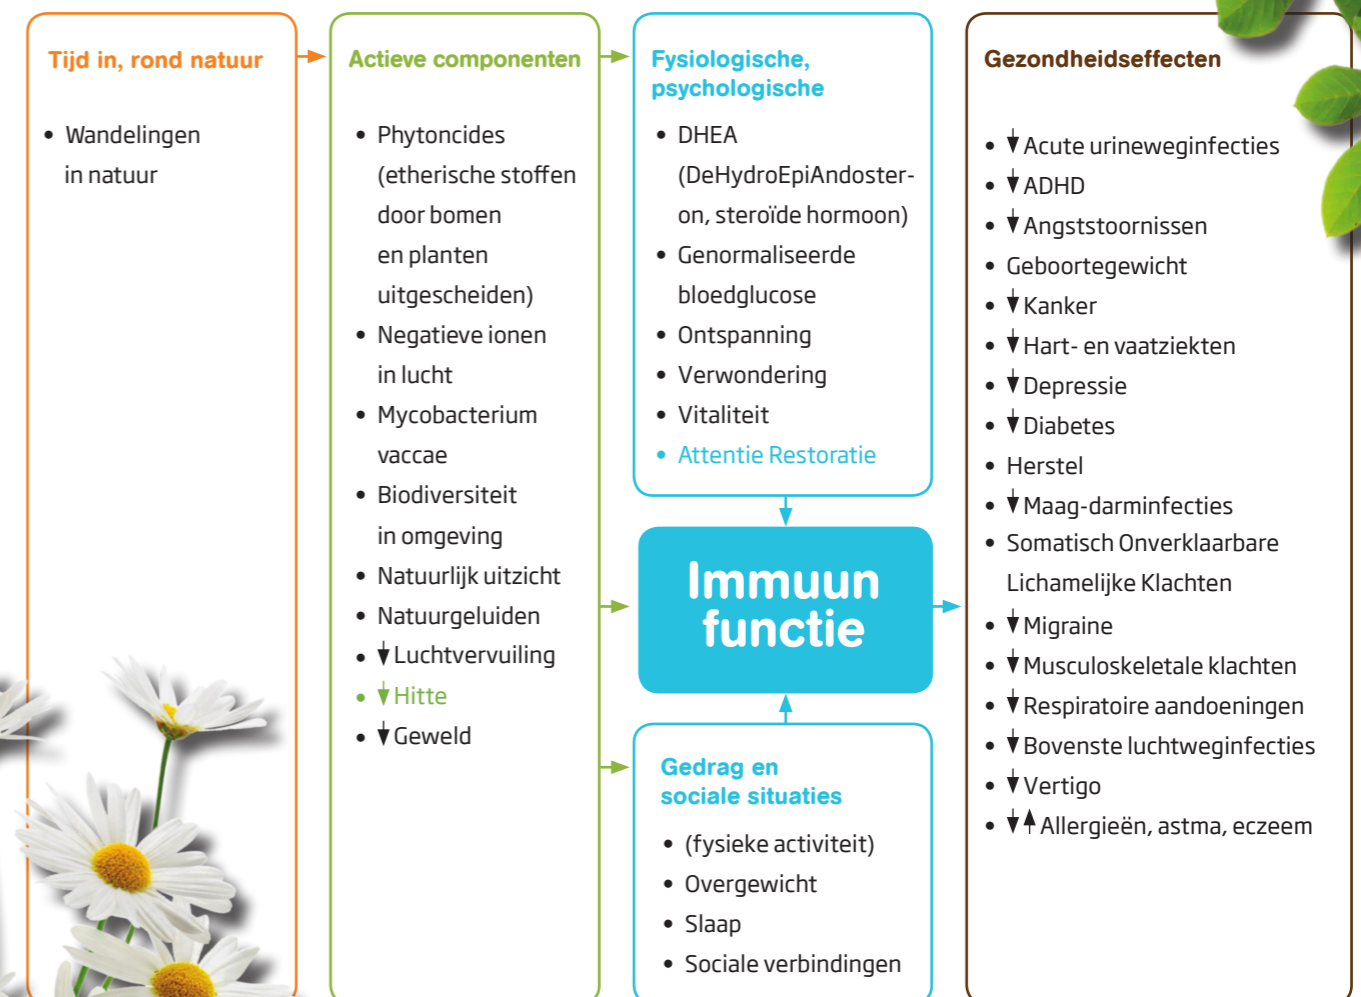 Tijd in, rond natuur
• Wandelingen
in natuur
Actieve componenten
• Phytoncides
(etherische stoffen
door bomen
en planten
uitgescheiden)
• Negatieve ionen
in lucht
• Mycobacterium
vaccae
• Biodiversiteit
in omgeving
• Natuurlijk uitzicht
• Natuurgeluiden
• ↓Luchtvervuiling
• ↓Hitte
• ↓Geweld
Fysiologische,
psychologische
• DHEA
(DeHydroEpiAndoster-
on, steroïde hormoon)
• Genormaliseerde
bloedglucose
• Ontspanning
• Verwondering
• Vitaliteit
• Attentie Restoratie
Immuun
functie
Gedrag en
sociale situaties
• (fysieke activiteit)
• Overgewicht
• Slaap
• Sociale verbindingen
Gezondheidseffecten
• ↓Acute urineweginfecties
• ↓ADHD
• ↓Angststoornissen
• Geboortegewicht
• ↓Kanker
• ↓Hart- en vaatziekten
• ↓Depressie
• ↓Diabetes
• Herstel
• ↓Maag-darminfecties
• Somatisch Onverklaarbare
Lichamelijke Klachten
• ↓Migraine
• ↓Musculoskeletale klachten
• ↓Respiratoire aandoeningen
• ↓Bovenste luchtweginfecties
• ↓Vertigo
• ↓↑Allergieën, astma, eczeem